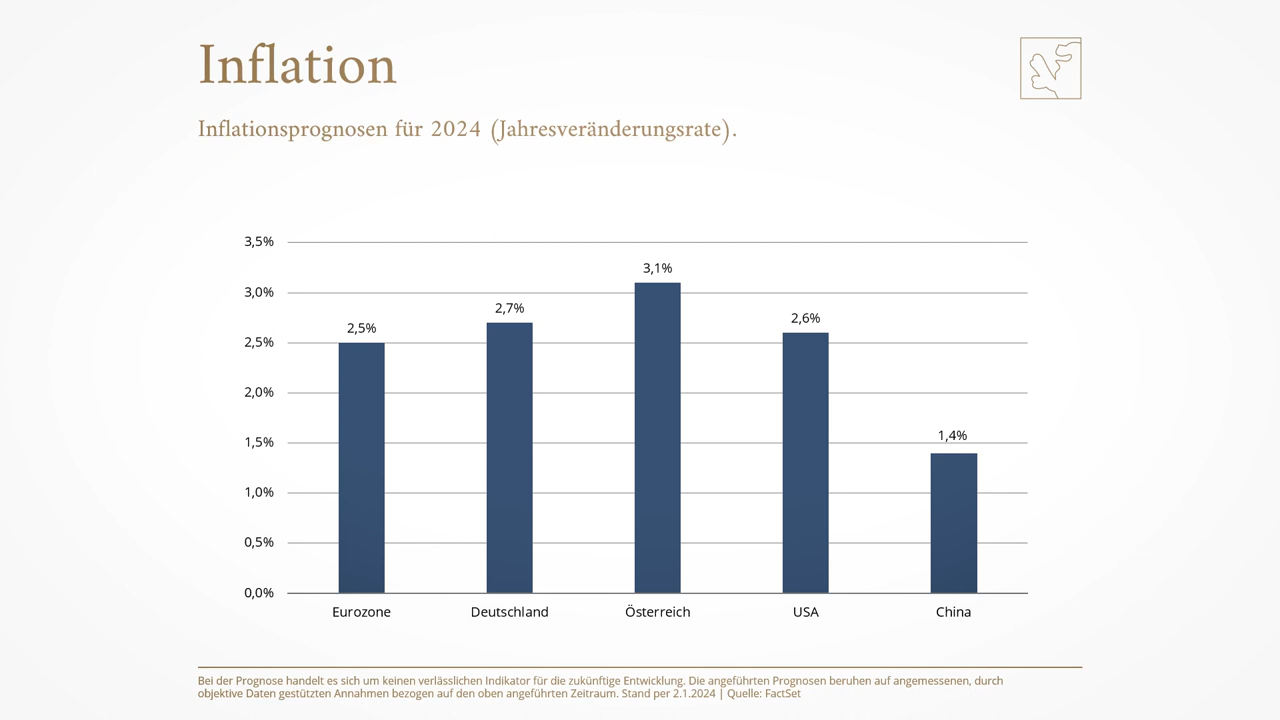 Inflation
Inflationsprognosen für 2024 (Jahresveränderungsrate).
3,5%
3,0%
2,5%
2,0%
1,5%
1,0%
0,5%
0,0%
2,5%
2,7%
3,1%
2,6%
1,4%
Eurozone
Deutschland
Österreich
USA
China
Bei der Prognose handelt es sich um keinen verlässlichen Indikator für die zukünftige Entwicklung. Die angeführten Prognosen beruhen auf angemessenen, durch
objektive Daten gestützten Annahmen bezogen auf den oben angeführten Zeitraum. Stand per 2.1.2024 | Quelle: FactSet